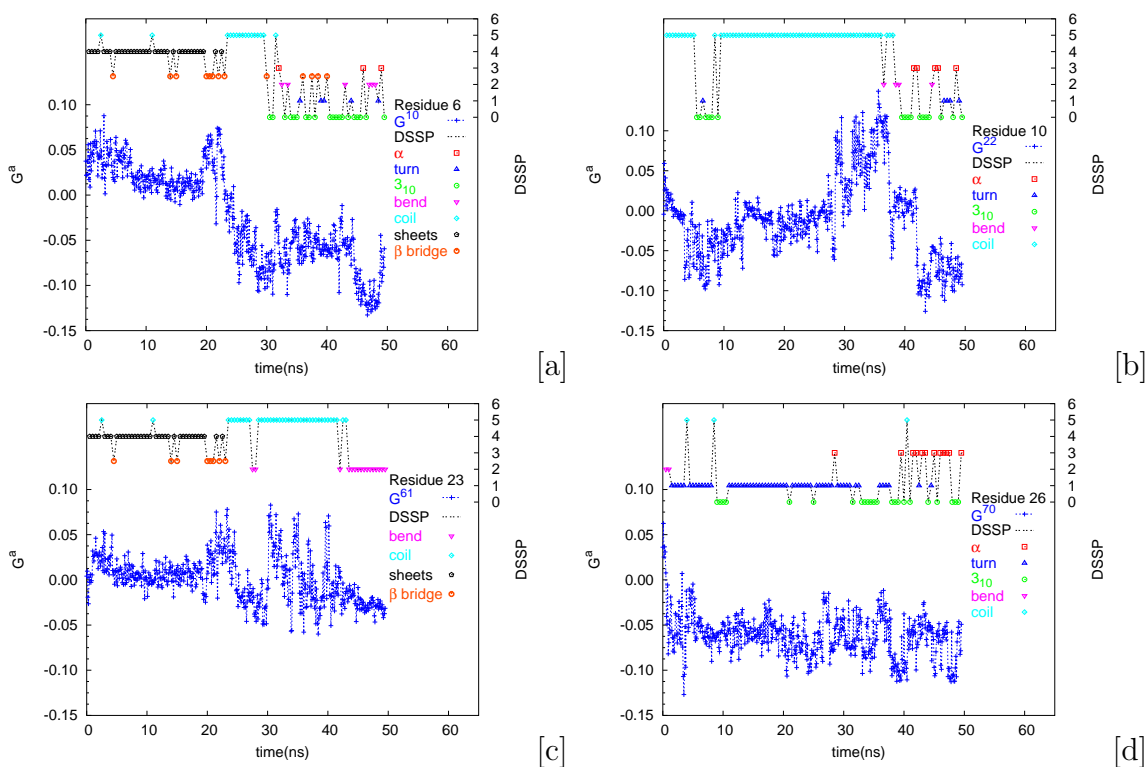 6
5
4
3
2
1
0
DSSP
0.10
0.05
0.00
-0.05
-0.10
-0.15
G^a
Residue 6
G^10
DSSP
α
turn
3_10
bend
coil
sheets
β bridge
0 10 20 30 40 50 60
time(ns)
[a]
6
5
4
3
2
1
0
DSSP
0.10
0.05
0.00
-0.05
-0.10
-0.15
G^a
Residue 10
G^22
DSSP
α
turn
3_10
bend
coil
0 10 20 30 40 50 60
time(ns)
[b]
6
5
4
3
2
1
0
DSSP
0.10
0.05
0.00
-0.05
-0.10
-0.15
G^a
Residue 23
G^61
DSSP
bend
coil
sheets
β bridge
0 10 20 30 40 50 60
time(ns)
[c]
6
5
4
3
2
1
0
DSSP
0.10
0.05
0.00
-0.05
-0.10
-0.15
G^a
Residue 26
G^70
DSSP
α
turn
3_10
bend
coil
0 10 20 30 40 50 60
time(ns)
[d]